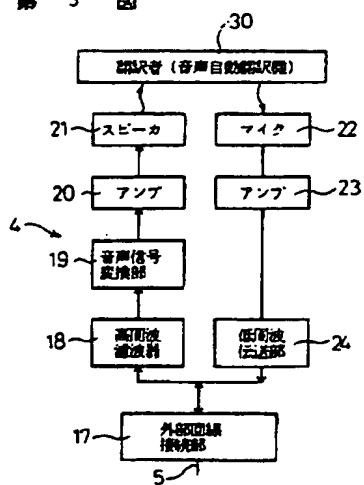 第 3 図
30
翻訳者(音声自動翻訳機)
21 スピーカ
マイク 22
20 アンプ
アンプ 23
4
19 音声信号
変換部
18 高周波
濾波器
低周波
伝送部 24
17 外部回線
接続部
5